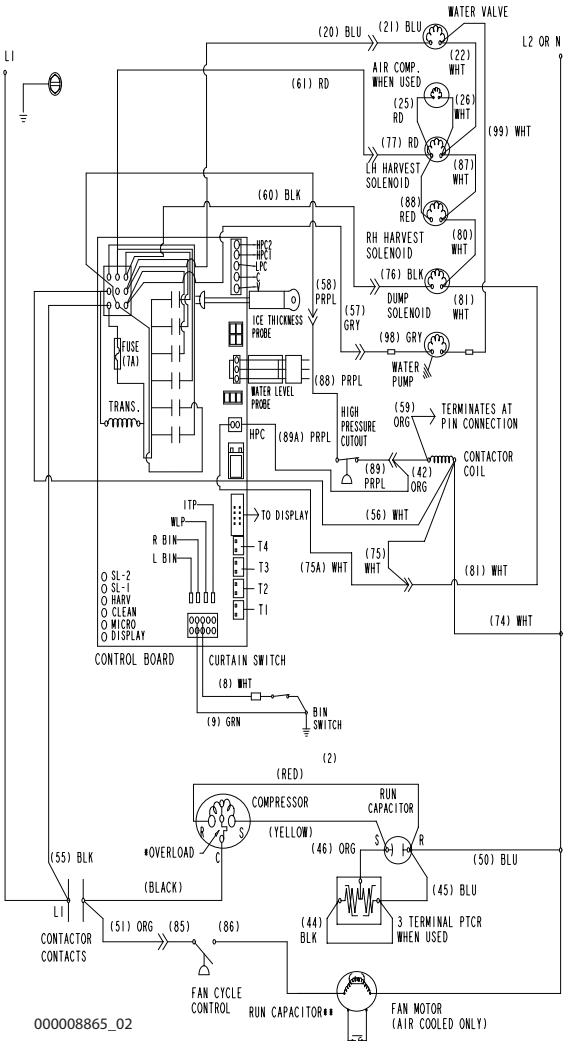 WATER VALVE
(20) BLU
(21) BLU
L2 OR N
L1
(22)
WHT
AIR COMP.
WHEN USED
(61) RD
(25)
RD
(26)
WHT
(99) WHT
(77) RD
LH HARVEST
SOLENOID
(87)
WHT
(60) BLK
(88)
RED
RH HARVEST
SOLENOID
(80)
WHT
HPC2
HPC1
LPC
C
V
(58)
PRPL
(76) BLK
DUMP
SOLENOID
(81)
WHT
(57)
GRY
ICE THICKNESS
PROBE
(98) GRY
FUSE
(7A)
WATER
PUMP
(88) PRPL
WATER LEVEL
PROBE
TRANS.
HIGH
PRESSURE
CUTOUT
(59)
ORG
TERMINATES AT
PIN CONNECTION
HPC
(89A) PRPL
CONTACTOR
COIL
(89)
PRPL
(42)
ORG
ITP
WLP
R BIN
L BIN
TO DISPLAY
(56) WHT
T4
T3
T2
T1
(75A) WHT
(75)
WHT
(81) WHT
SL-2
SL-1
HARV
CLEAN
MICRO
DISPLAY
(74) WHT
CONTROL BOARD
CURTAIN SWITCH
(8) WHT
(9) GRN
BIN
SWITCH
(2)
(RED)
COMPRESSOR
RUN
CAPACITOR
R
S
C
(YELLOW)
*OVERLOAD
S
R
(46) ORG
(50) BLU
(55) BLK
(BLACK)
(45) BLU
L1
(44)
BLK
3 TERMINAL PTCR
WHEN USED
(51) ORG
(85)
(86)
CONTACTOR
CONTACTS
FAN CYCLE
CONTROL
RUN CAPACITOR**
FAN MOTOR
(AIR COOLED ONLY)
000008865_02